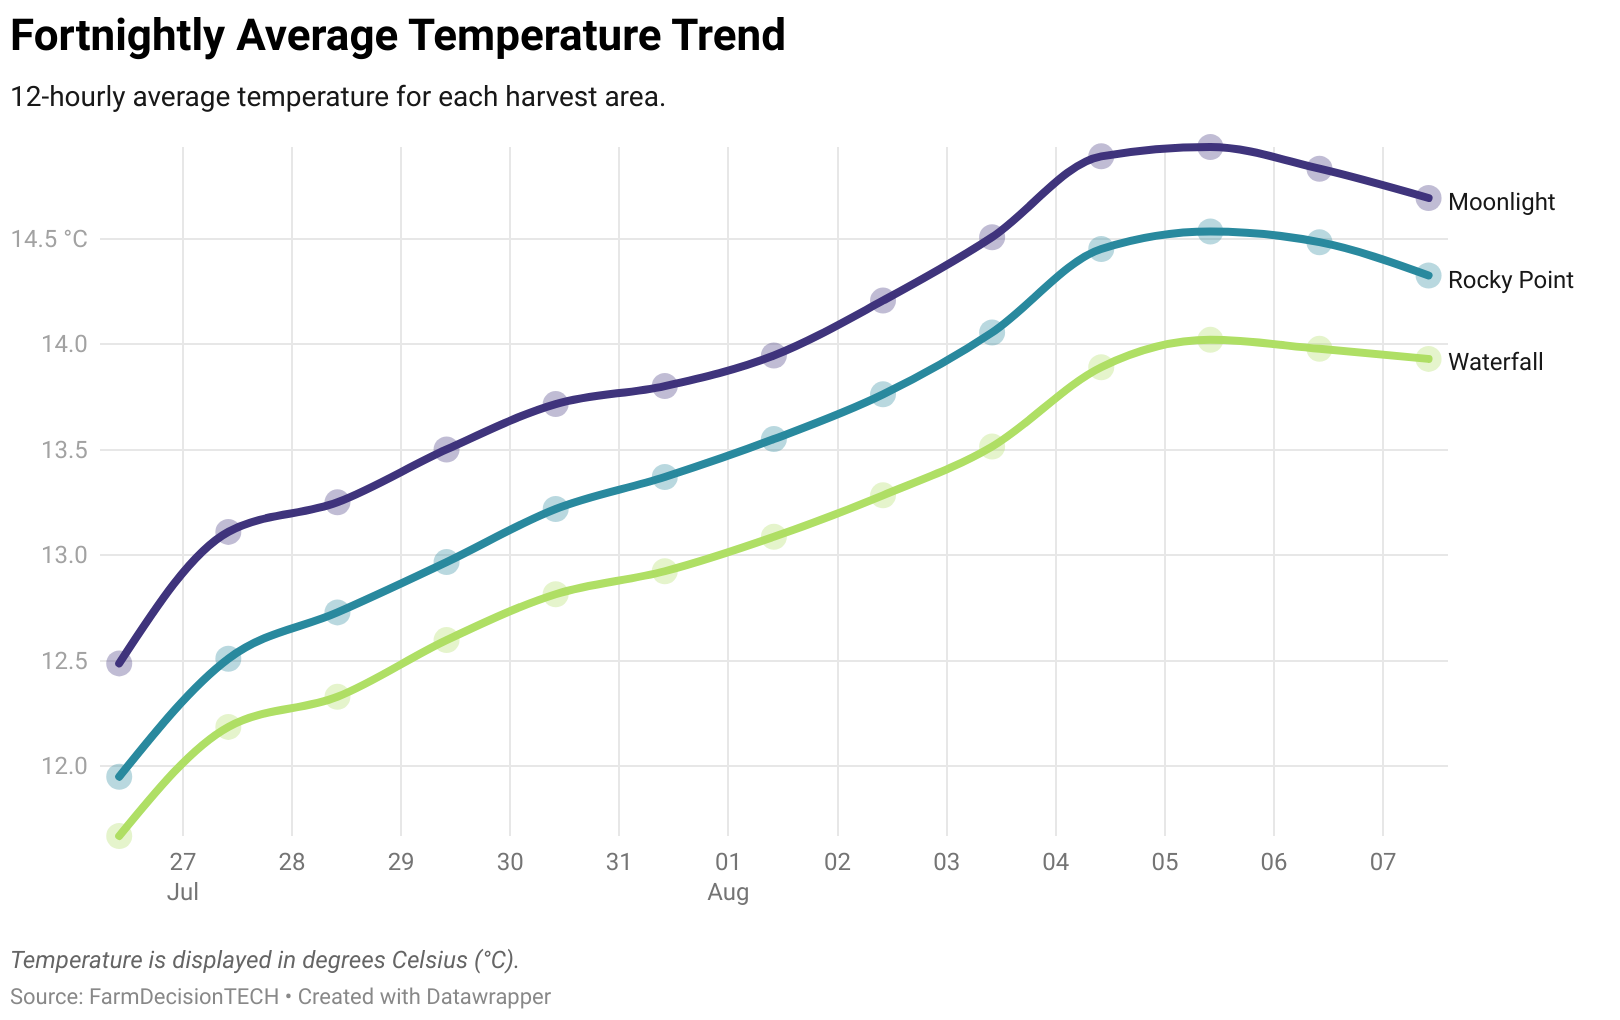 Fortnightly Average Temperature Trend
12-hourly average temperature for each harvest area.
Moonlight
14.5 °C
Rocky Point
14.0
Waterfall
13.5
13.0
12.5
12.0
27 28 29 30 31 01 02 03 04 05 06 07
Jul Aug
Temperature is displayed in degrees Celsius (°C).
Source: FarmDecisionTECH • Created with Datawrapper